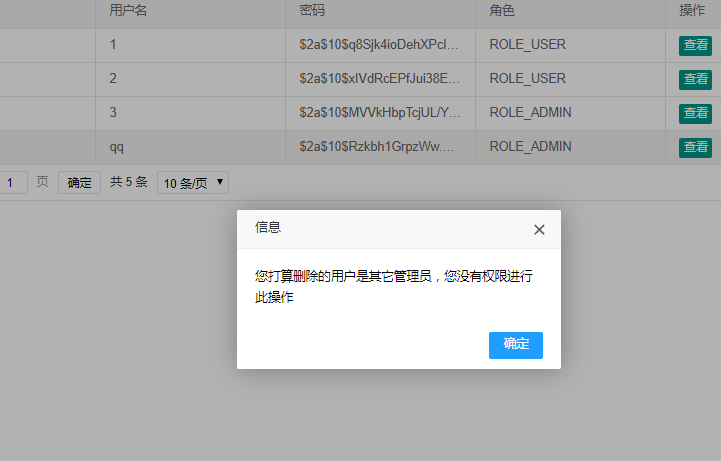 用户名 密码 角色 操作
1 $2a$10$q8Sjk4ioDehXPcl... ROLE_USER 查看
2 $2a$10$xIVdRcEPfJui38E... ROLE_USER 查看
3 $2a$10$MVVkHbpTcjUL/Y... ROLE_ADMIN 查看
qq $2a$10$Rzkbh1GrpzWw.... ROLE_ADMIN 查看
1 页 确定 共 5 条 10 条/页
信息
您打算删除的用户是其它管理员，您没有权限进行
此操作
确定